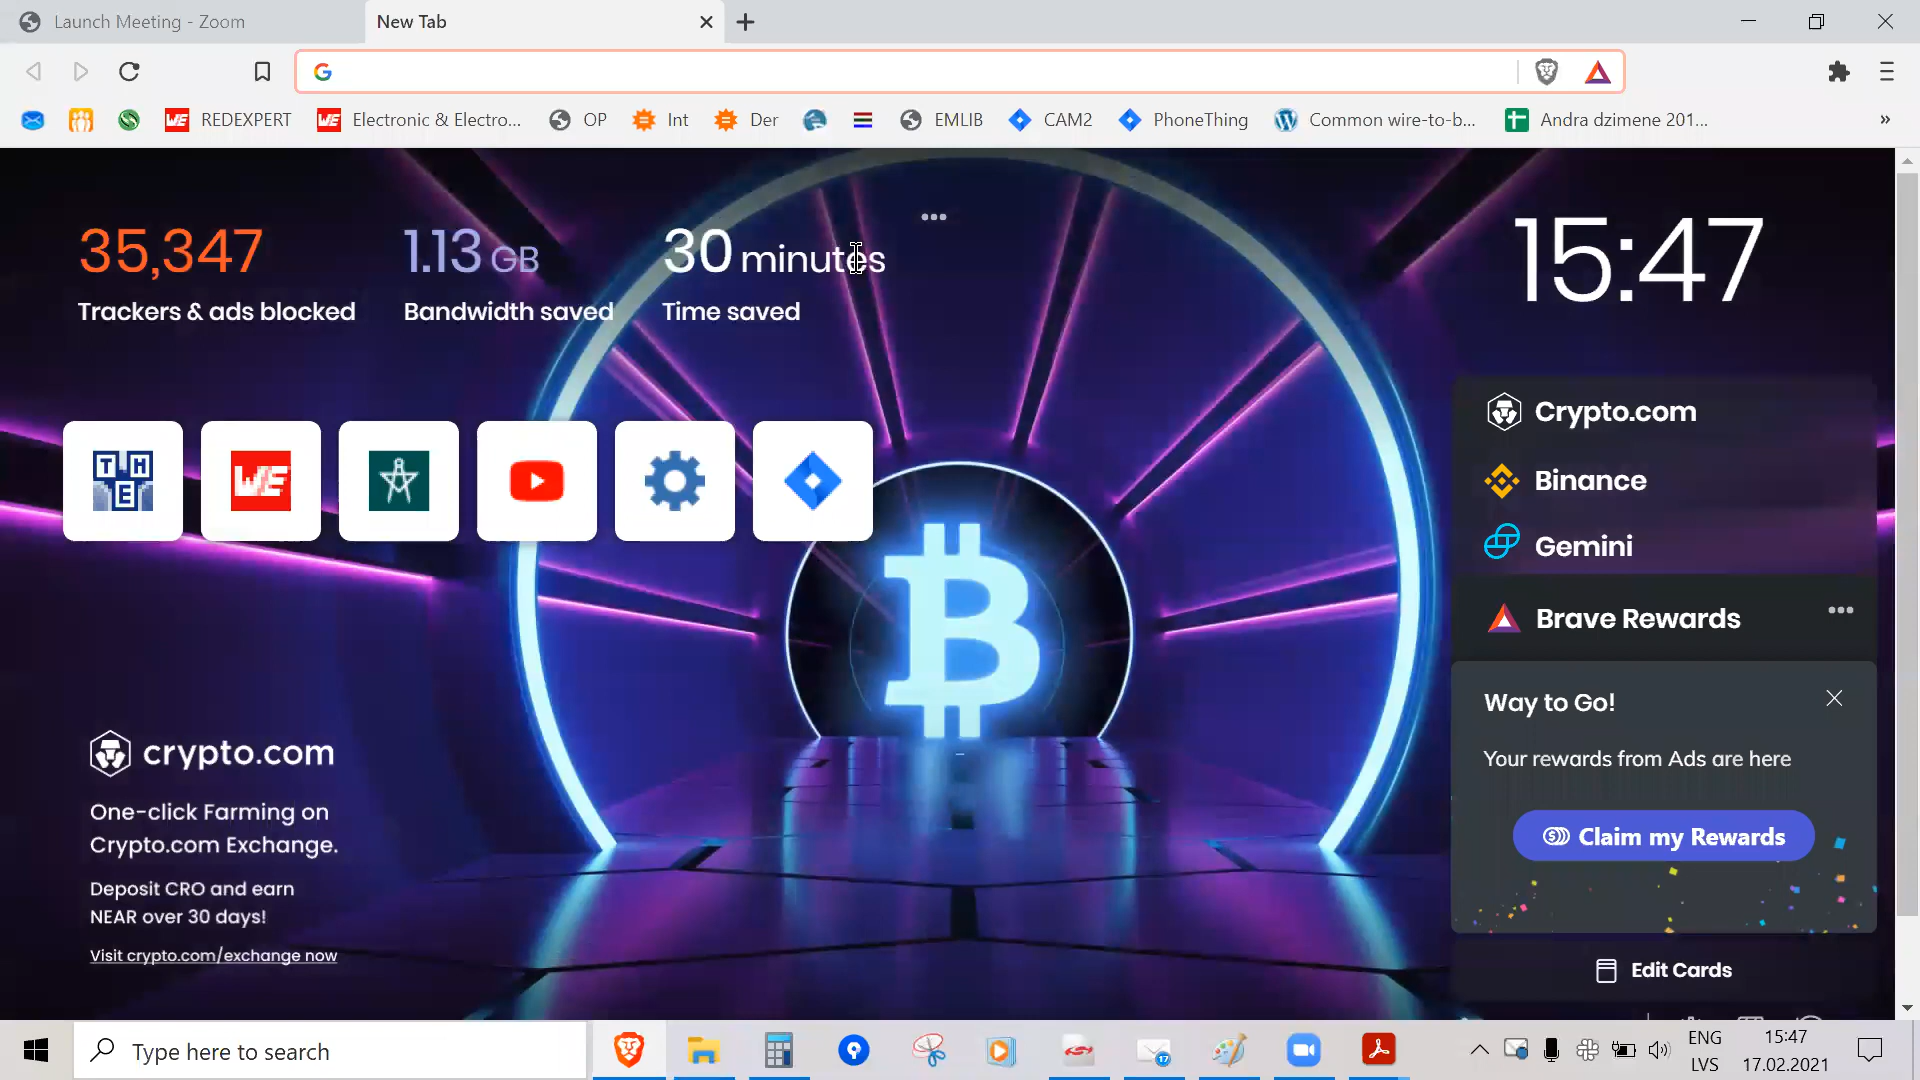 Launch Meeting - Zoom
New Tab
REDEXPERT
Electronic & Electro...
OP
Int
Der
EMLIB
CAM2
PhoneThing
Common wire-to-b...
Andra dzimene 201...
»
35,347
Trackers & ads blocked
1.13 GB
Bandwidth saved
30 minutes
Time saved
15:47
THE
WE
crypto.com
One-click Farming on
Crypto.com Exchange.
Deposit CRO and earn
NEAR over 30 days!
Visit crypto.com/exchange now
Crypto.com
Binance
Gemini
Brave Rewards
Way to Go!
Your rewards from Ads are here
Claim my Rewards
Edit Cards
Type here to search
17
ENG
LVS
15:47
17.02.2021